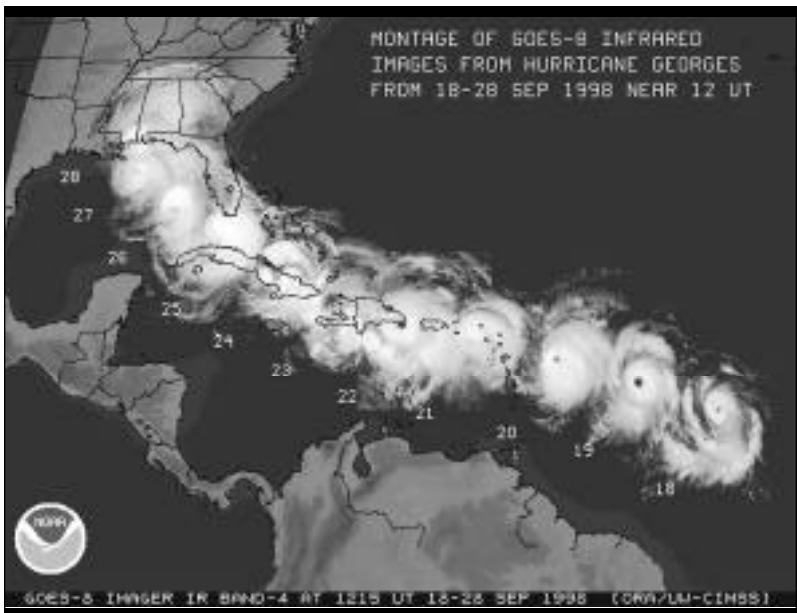 MONTAGE OF GOES-8 INFRARED
IMAGES FROM HURRICANE GEORGES
FROM 18-28 SEP 1998 NEAR 12 UT
28
27
26
25
24
23
22
21
20
19
18
NOAA
GOES-8 IMAGER IR BAND-4 AT 1215 UT 18-28 SEP 1998 (ORA/UW-CIMSS)